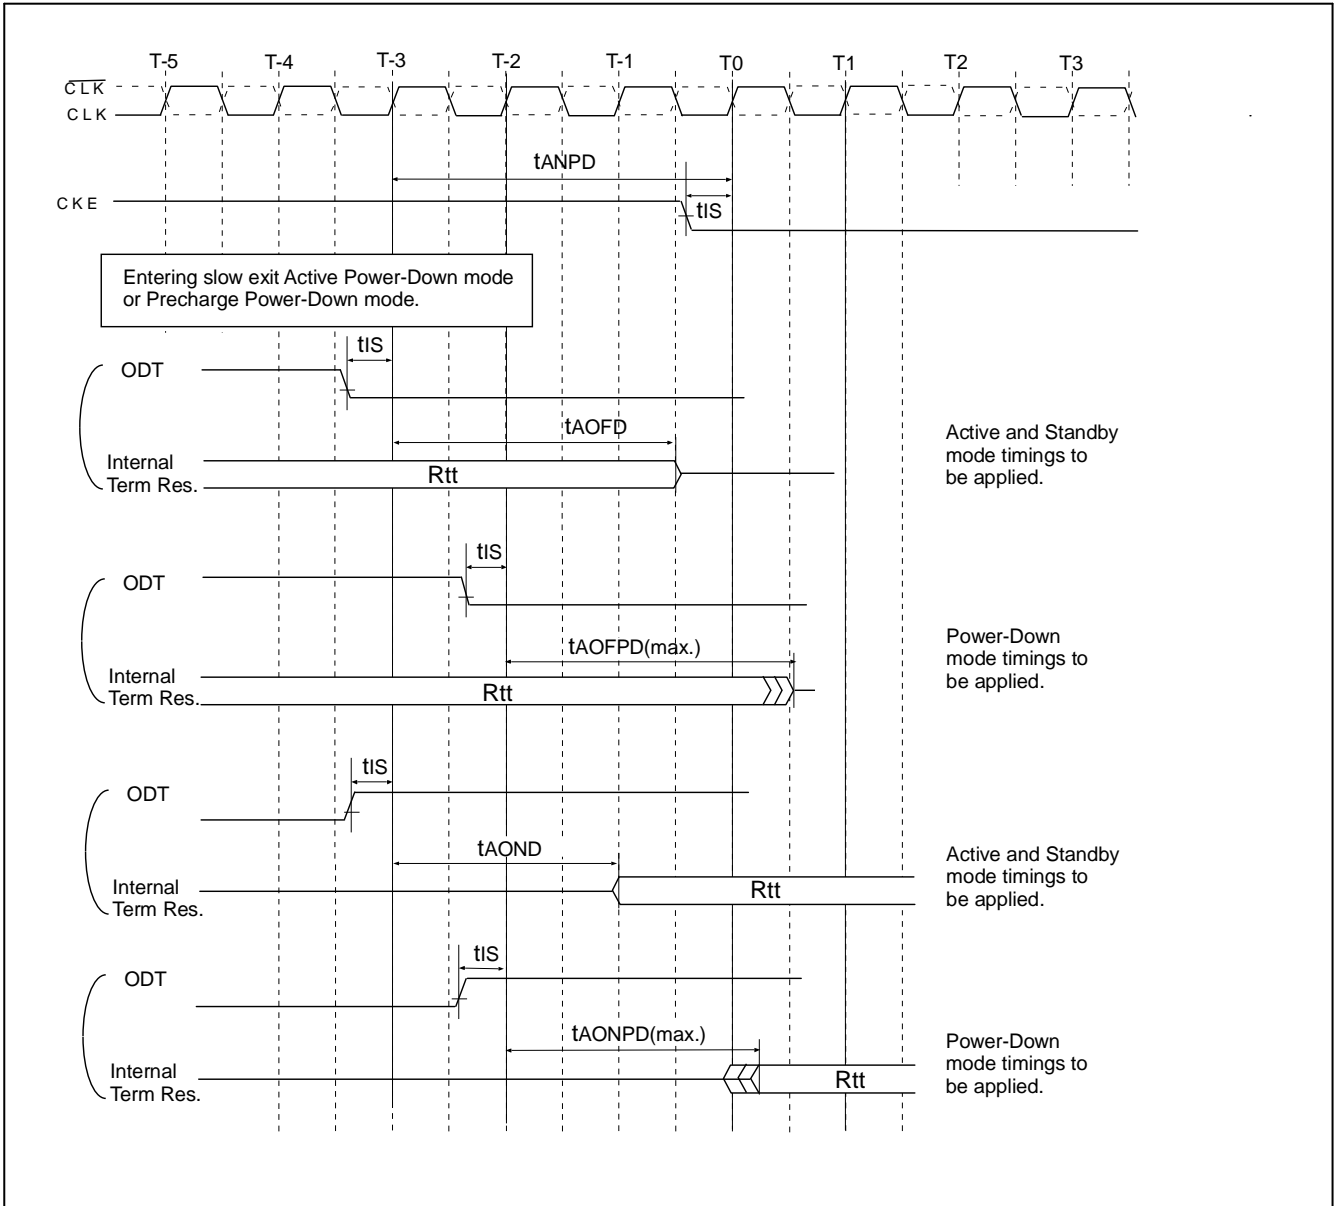 T-5 T-4 T-3 T-2 T-1 T0 T1 T2 T3
CLK
CLK
tANPD
CKE
tIS
Entering slow exit Active Power-Down mode
or Precharge Power-Down mode.
tIS
ODT
tAOFD
Active and Standby
mode timings to
be applied.
Internal
Term Res.
Rtt
tIS
ODT
tAOFPD(max.)
Power-Down
mode timings to
be applied.
Internal
Term Res.
Rtt
tIS
ODT
tAOND
Active and Standby
mode timings to
be applied.
Internal
Term Res.
Rtt
tIS
ODT
tAONPD(max.)
Power-Down
mode timings to
be applied.
Internal
Term Res.
Rtt